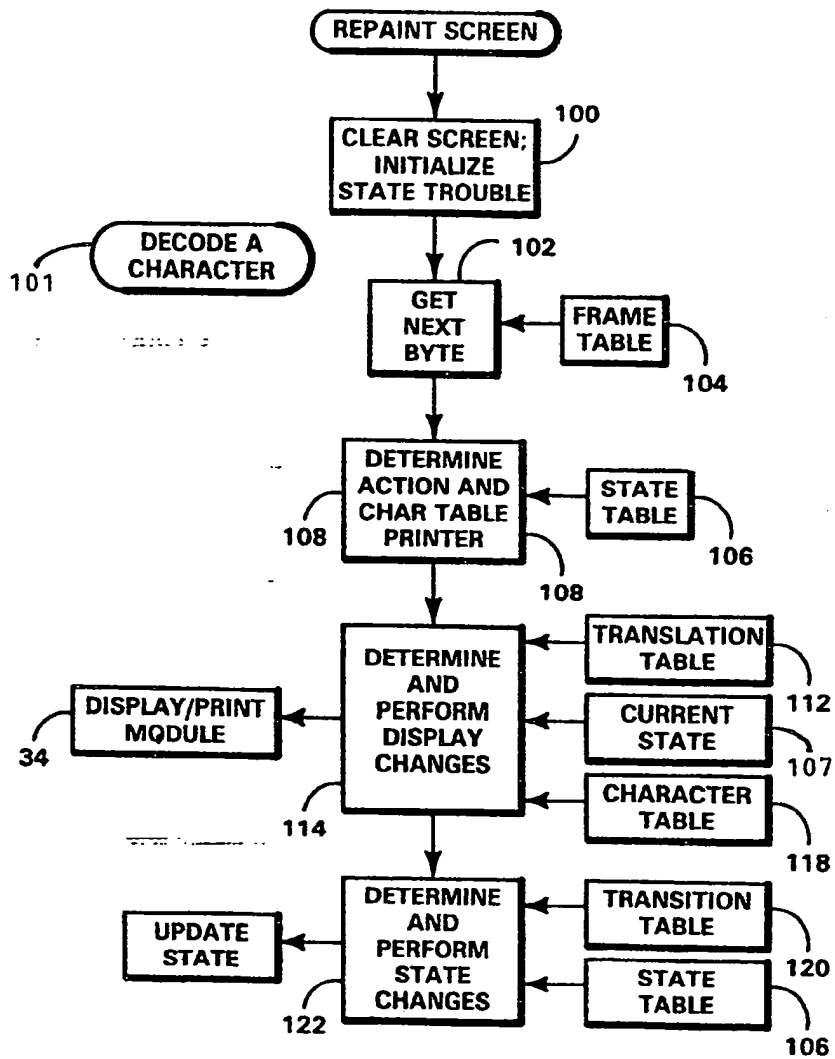 REPAINT SCREEN
100
CLEAR SCREEN;
INITIALIZE
STATE TROUBLE
DECODE A
CHARACTER
101
102
GET
NEXT
BYTE
FRAME
TABLE
104
DETERMINE
ACTION AND
CHAR TABLE
PRINTER
108
108
STATE
TABLE
106
DETERMINE
AND
PERFORM
DISPLAY
CHANGES
114
TRANSLATION
TABLE
112
DISPLAY/PRINT
MODULE
34
CURRENT
STATE
107
CHARACTER
TABLE
118
DETERMINE
AND
PERFORM
STATE
CHANGES
122
TRANSITION
TABLE
120
UPDATE
STATE
STATE
TABLE
106